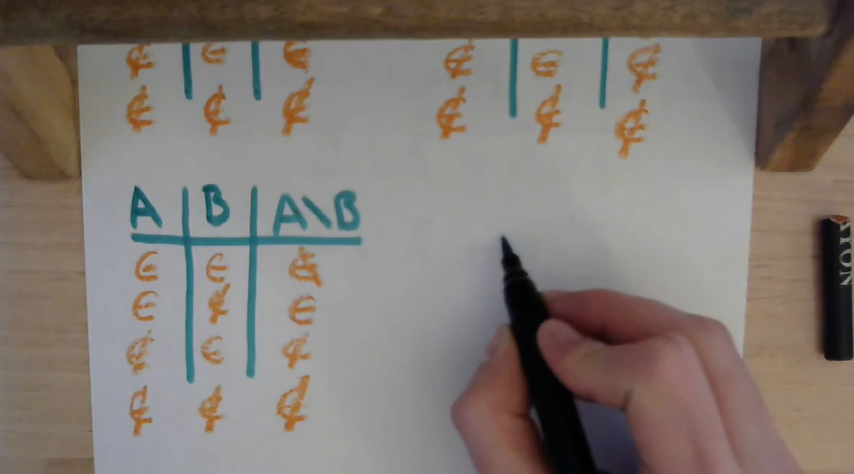 ∉ ∈ ∉ ∉ ∈ ∉
∉ ∉ ∉ ∉ ∉ ∉
A B A\B
∈ ∈ ∉
∈ ∉ ∈
∉ ∈ ∉
∉ ∉ ∉